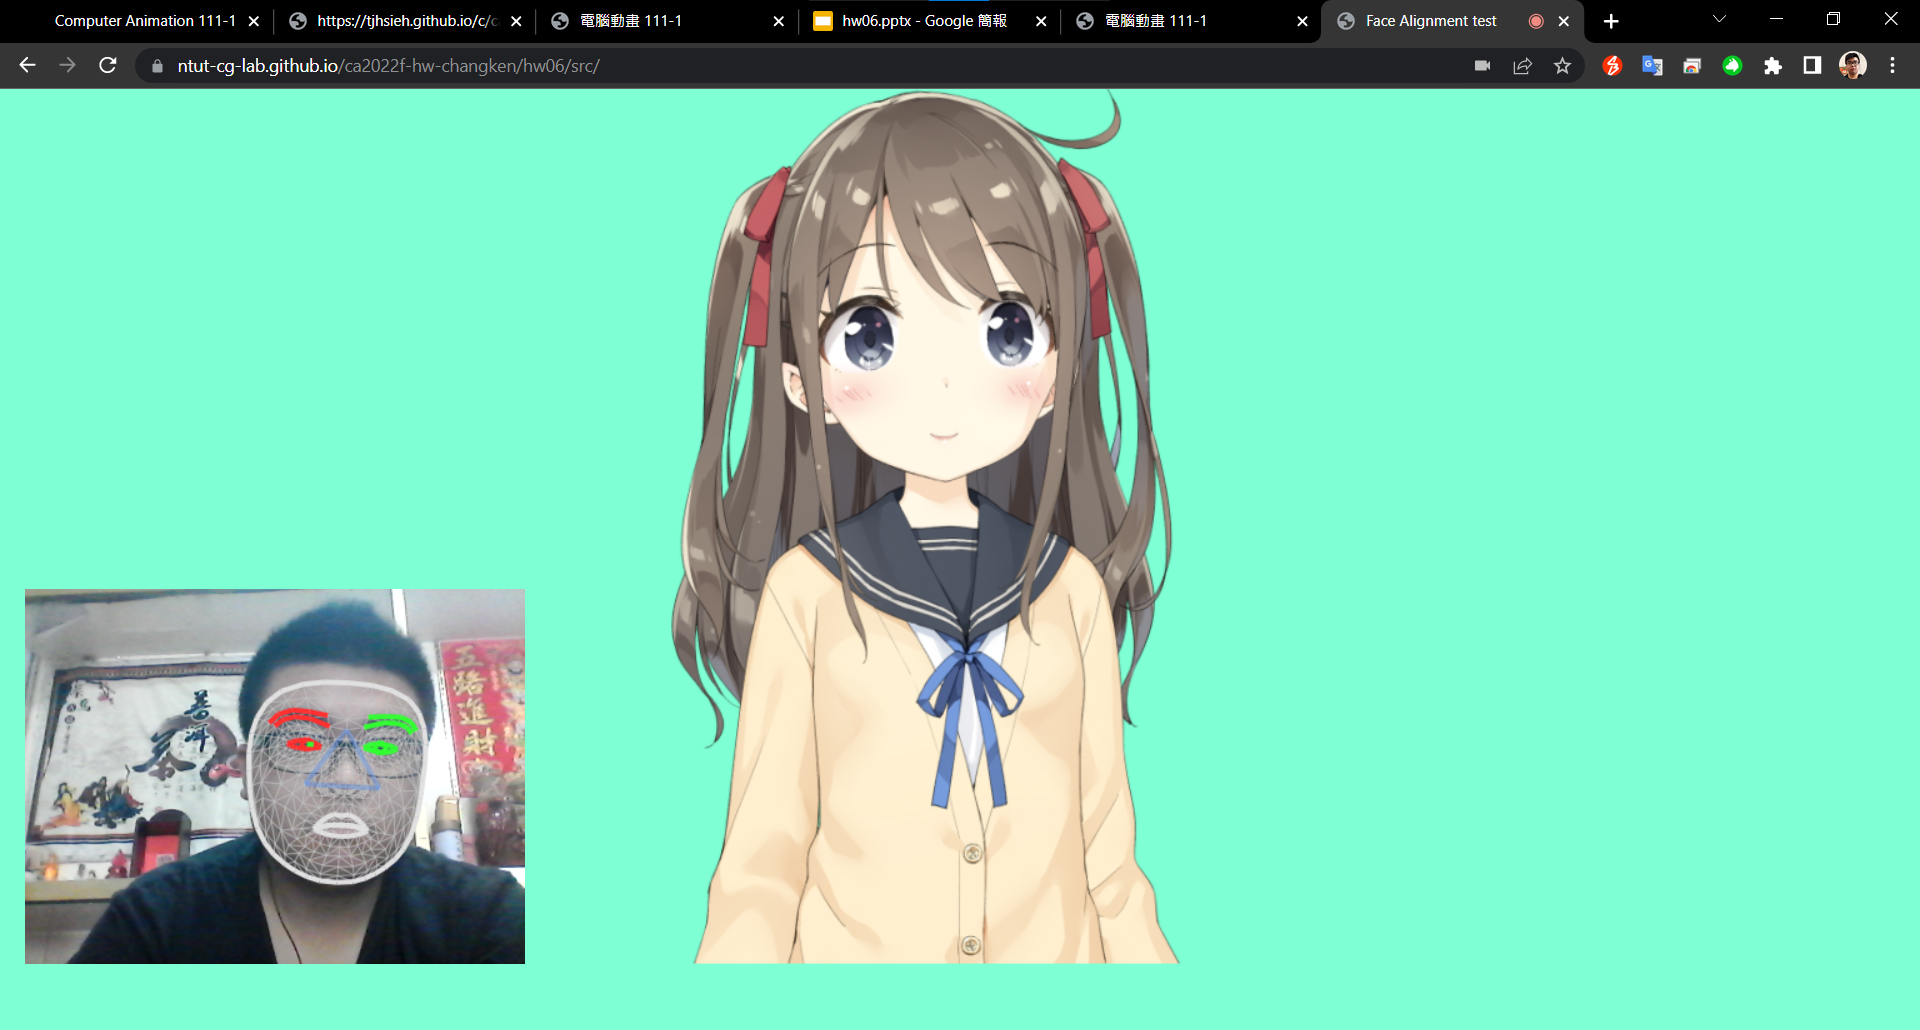 Computer Animation 111-1
https://tjhsieh.github.io/c/c
電腦動畫 111-1
hw06.pptx - Google 簡報
電腦動畫 111-1
Face Alignment test
ntut-cg-lab.github.io/ca2022f-hw-changken/hw06/src/
五路進財